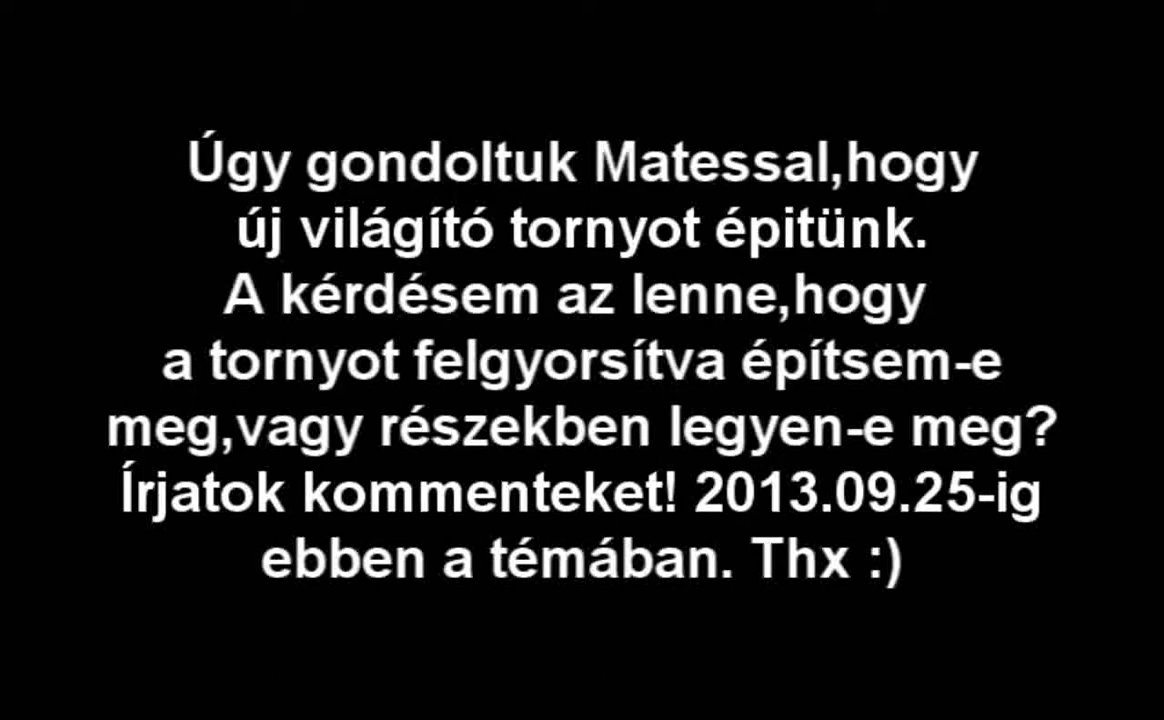 Úgy gondoltuk Matessal,hogy
új világító tornyot épitünk.
A kérdésem az lenne,hogy
a tornyot felgyorsítva építsem-e
meg,vagy részekben legyen-e meg?
Írjatok kommenteket! 2013.09.25-ig
ebben a témában. Thx :)